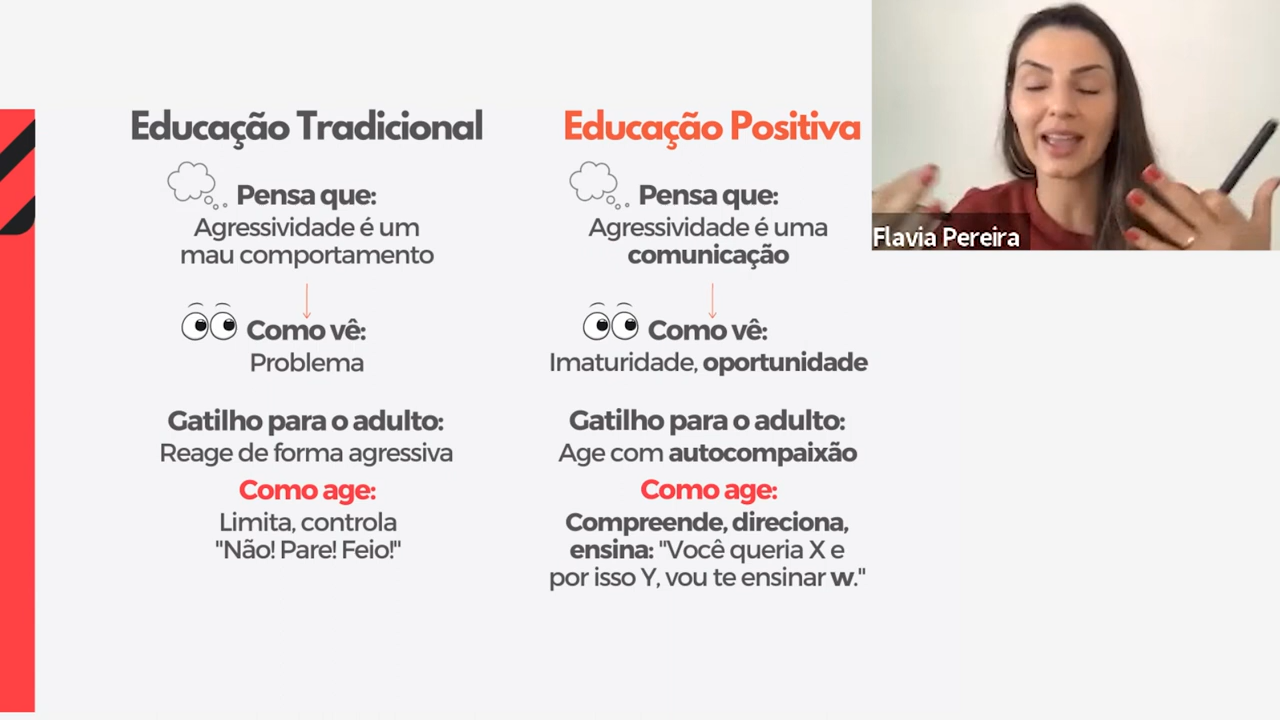 Educação Tradicional
Pensa que:
Agressividade é um
mau comportamento
Como vê:
Problema
Gatilho para o adulto:
Reage de forma agressiva
Como age:
Limita, controla
"Não! Pare! Feio!"
Educação Positiva
Pensa que:
Agressividade é uma
comunicação
Como vê:
Imaturidade, oportunidade
Gatilho para o adulto:
Age com autocompaixão
Como age:
Compreende, direciona,
ensina: "Você queria X e
por isso Y, vou te ensinar w."
Flavia Pereira